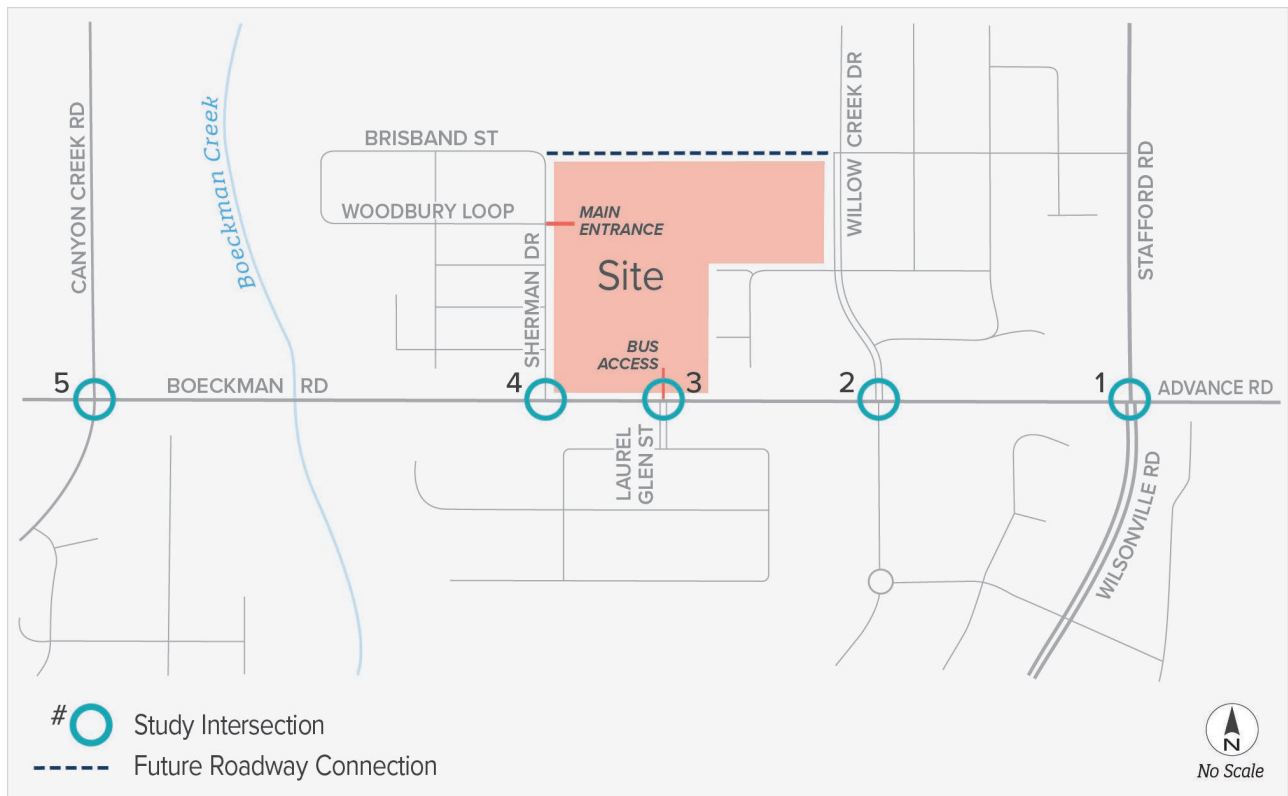 CANYON CREEK RD
Boeckman Creek
BRISBAND ST
WOODBURY LOOP
SHERMAN DR
MAIN
ENTRANCE
Site
BUS
ACCESS
WILLOW CREEK DR
STAFFORD RD
5
BOECKMAN RD
4
3
2
1
ADVANCE RD
LAUREL
GLEN ST
WILSONVILLE RD
# Study Intersection
Future Roadway Connection
N
No Scale